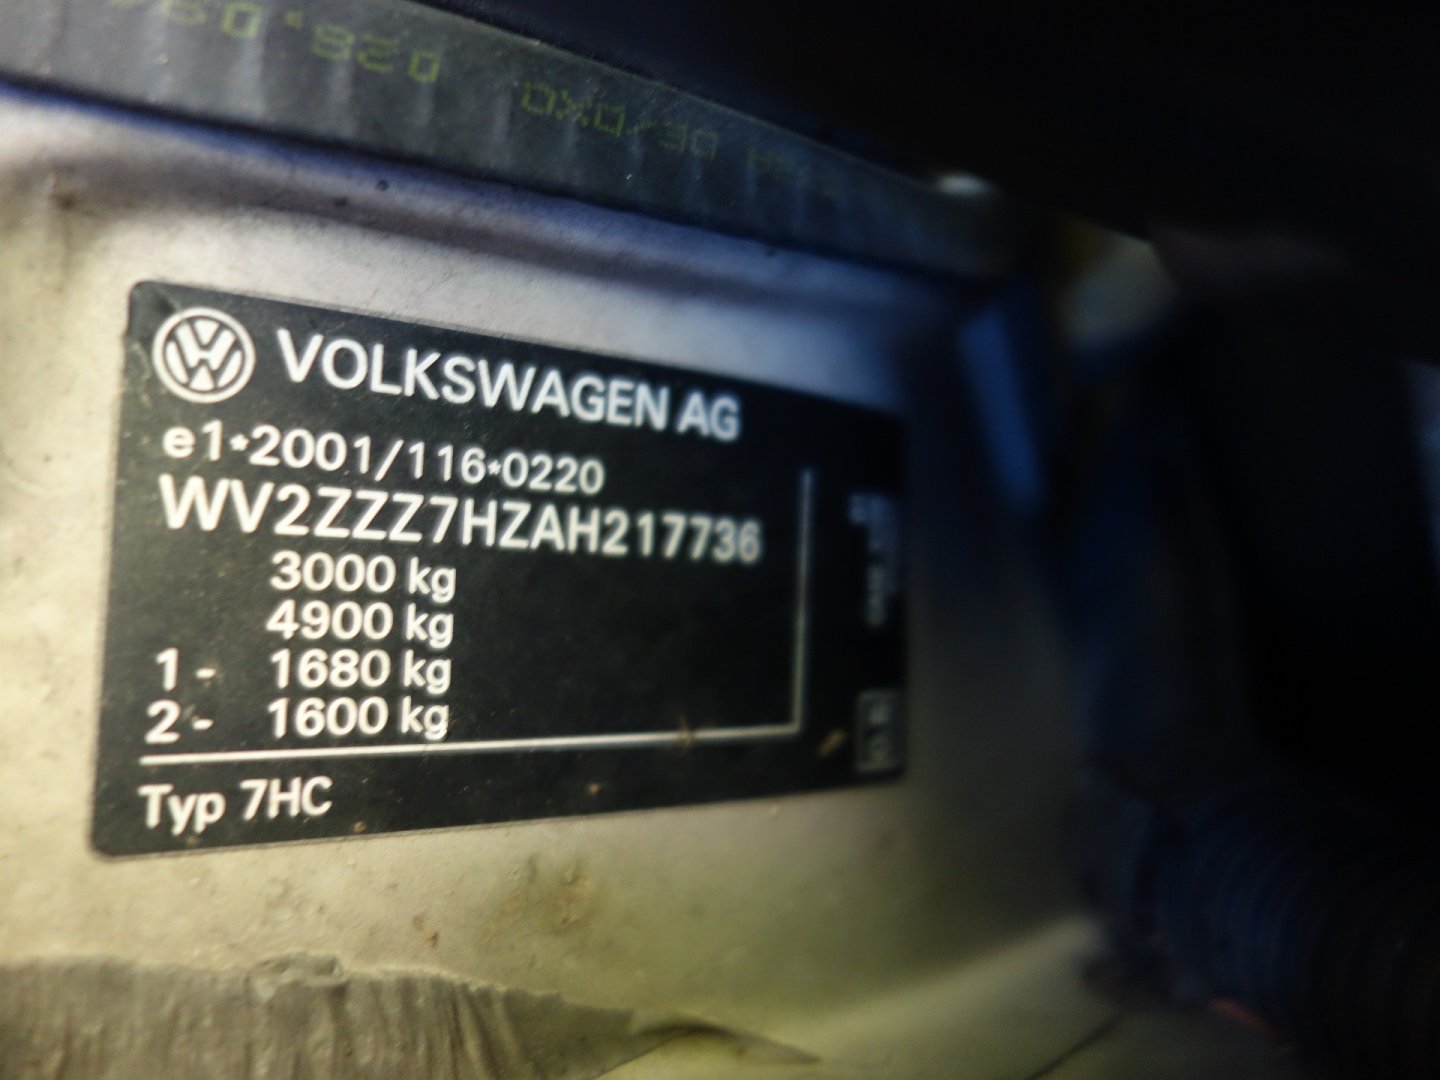 VOLKSWAGEN AG
e1*2001/116*0220
WV2ZZZ7HZAH217736
3000 kg
4900 kg
1- 1680 kg
2- 1600 kg
Typ 7HC